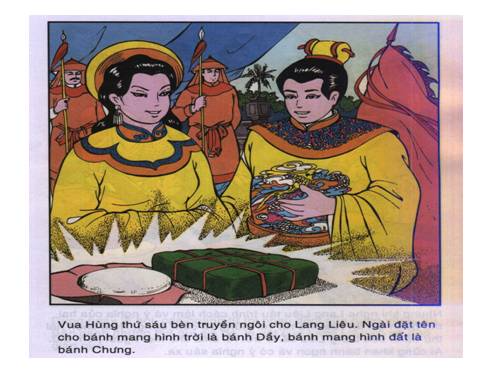 Vua Hùng thứ sáu bèn truyền ngôi cho Lang Liêu. Ngài đặt tên
cho bánh mang hình trời là bánh Dầy, bánh mang hình đất là
bánh Chưng.